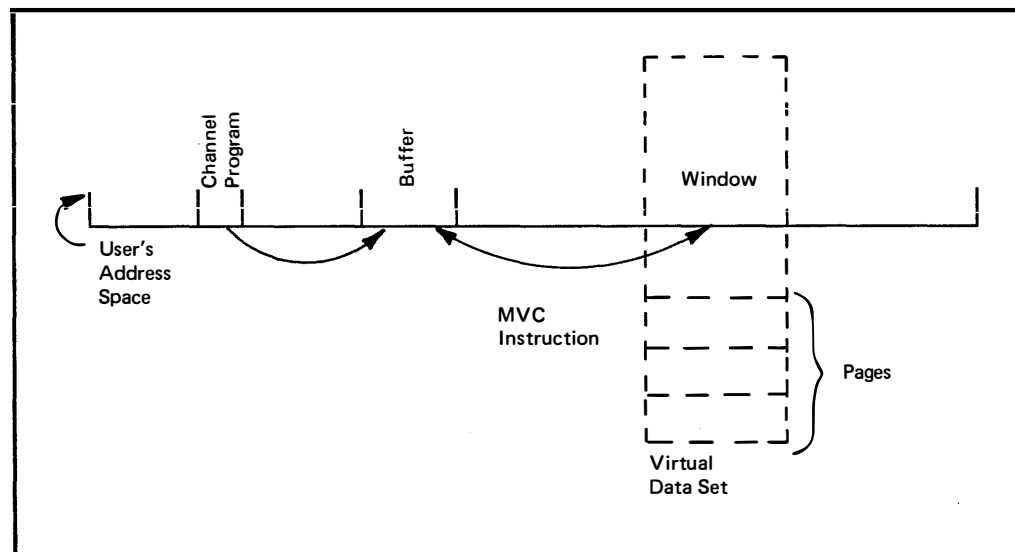 Channel
Program
Buffer
Window
User's
Address
Space
MVC
Instruction
Pages
Virtual
Data Set